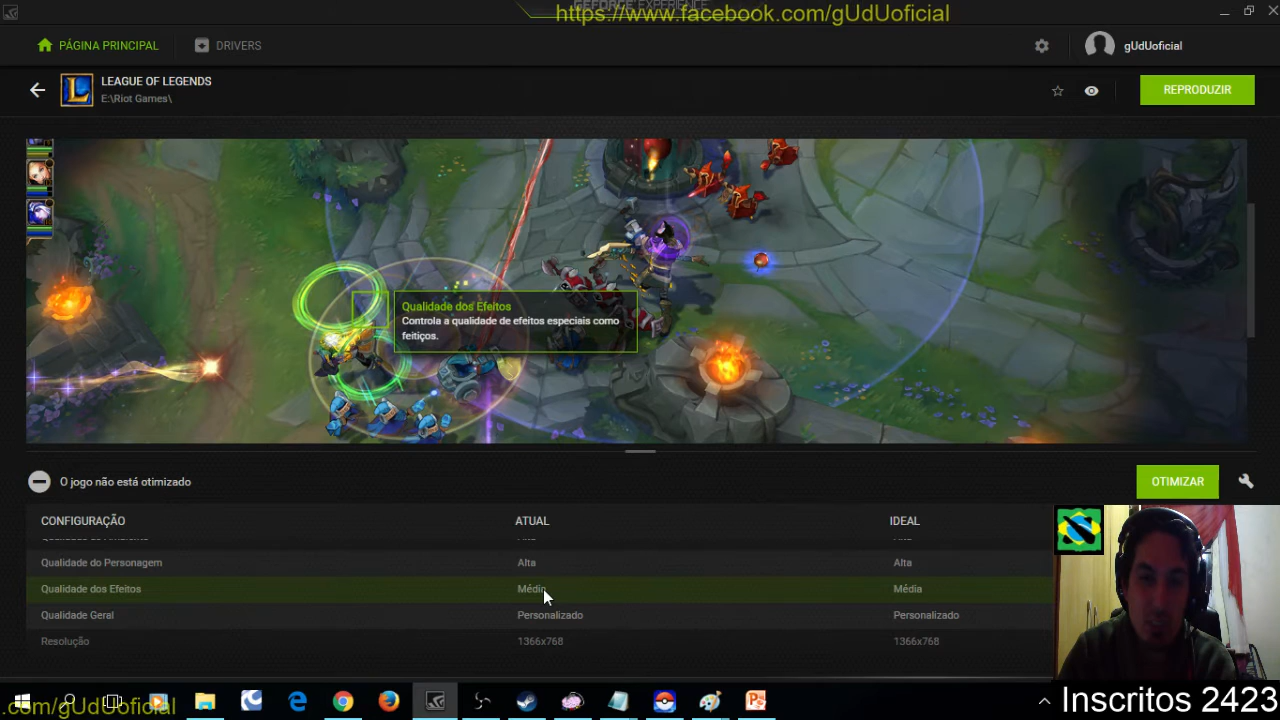 GEFORCE EXPERIENCE
https://www.facebook.com/gUdUoficial
PÁGINA PRINCIPAL
DRIVERS
gUdUoficial
LEAGUE OF LEGENDS
E:\Riot Games\
REPRODUZIR
Qualidade dos Efeitos
Controla a qualidade de efeitos especiais como
feitiços.
O jogo não está otimizado
OTIMIZAR
CONFIGURAÇÃO ATUAL IDEAL
Qualidade do Personagem Alta Alta
Qualidade dos Efeitos Média Média
Qualidade Geral Personalizado Personalizado
Resolução 1366x768 1366x768
.com/gUdUoficial
Inscritos 2423